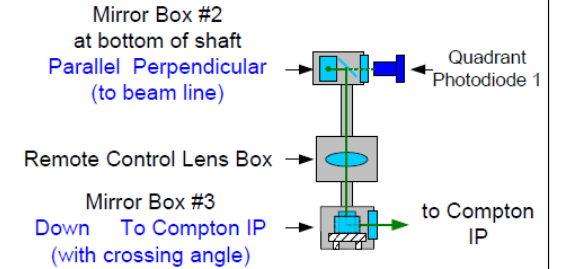 Mirror Box #2
at bottom of shaft
Parallel Perpendicular
(to beam line)
Quadrant
Photodiode 1
Remote Control Lens Box
Mirror Box #3
Down To Compton IP
(with crossing angle)
to Compton
IP